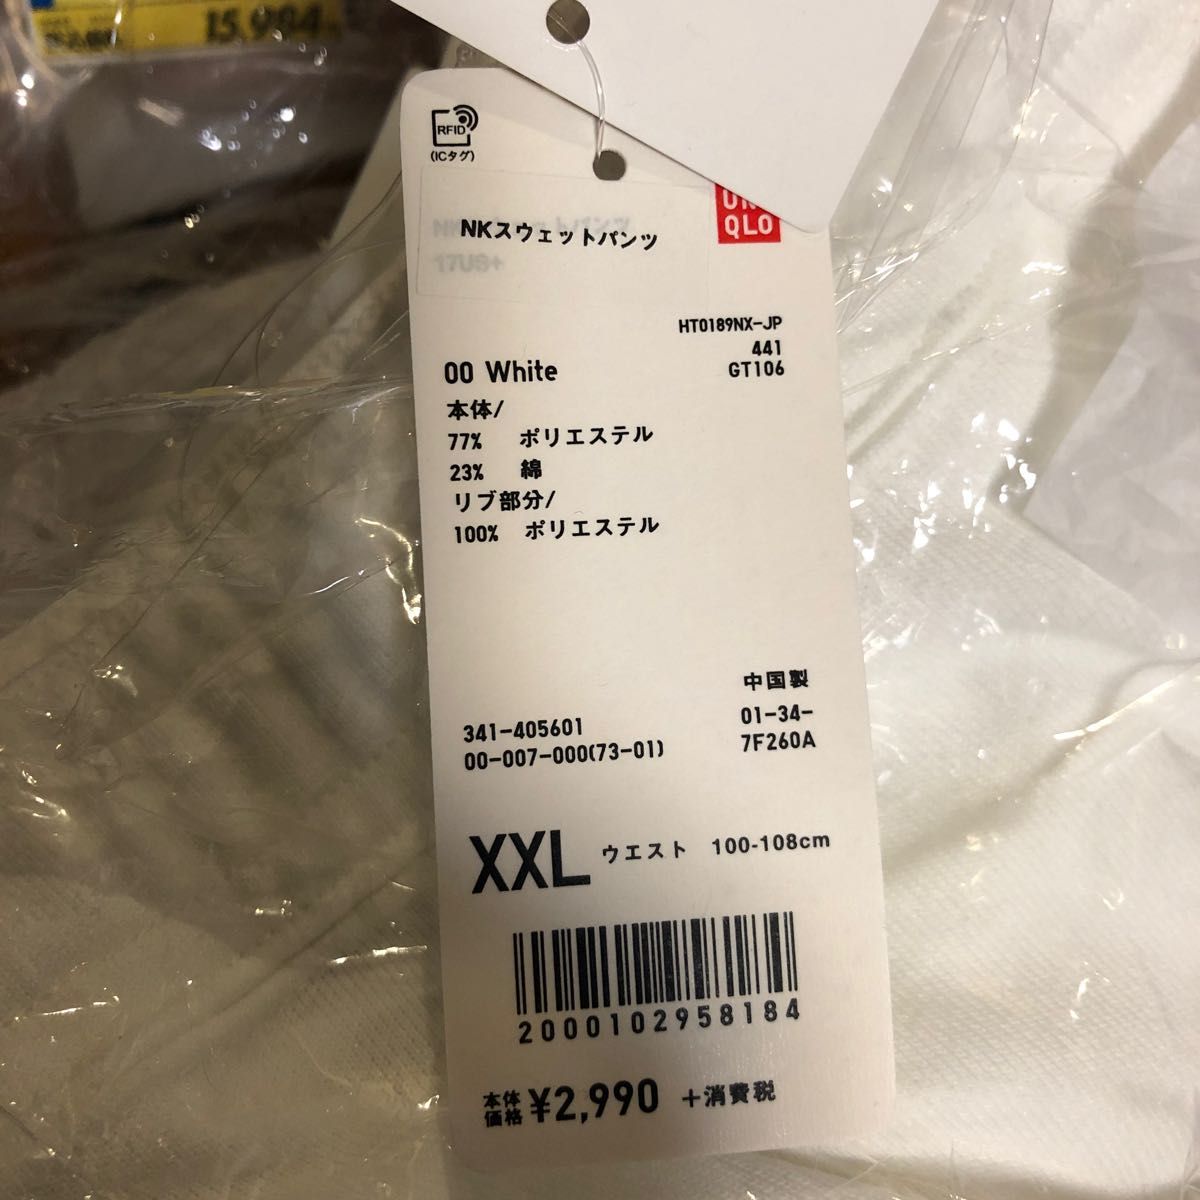 15,984
RFID
(ICタグ)
UNI
QLO
NKスウェットパンツ
17US+
HT0189NX-JP
441
GT106
00 White
本体/
77% ポリエステル
23% 綿
リブ部分/
100% ポリエステル
中国製
341-405601
01-34-
00-007-000(73-01)
7F260A
XXL ウエスト 100-108cm
2000102958184
本体価格 ¥2,990 +消費税